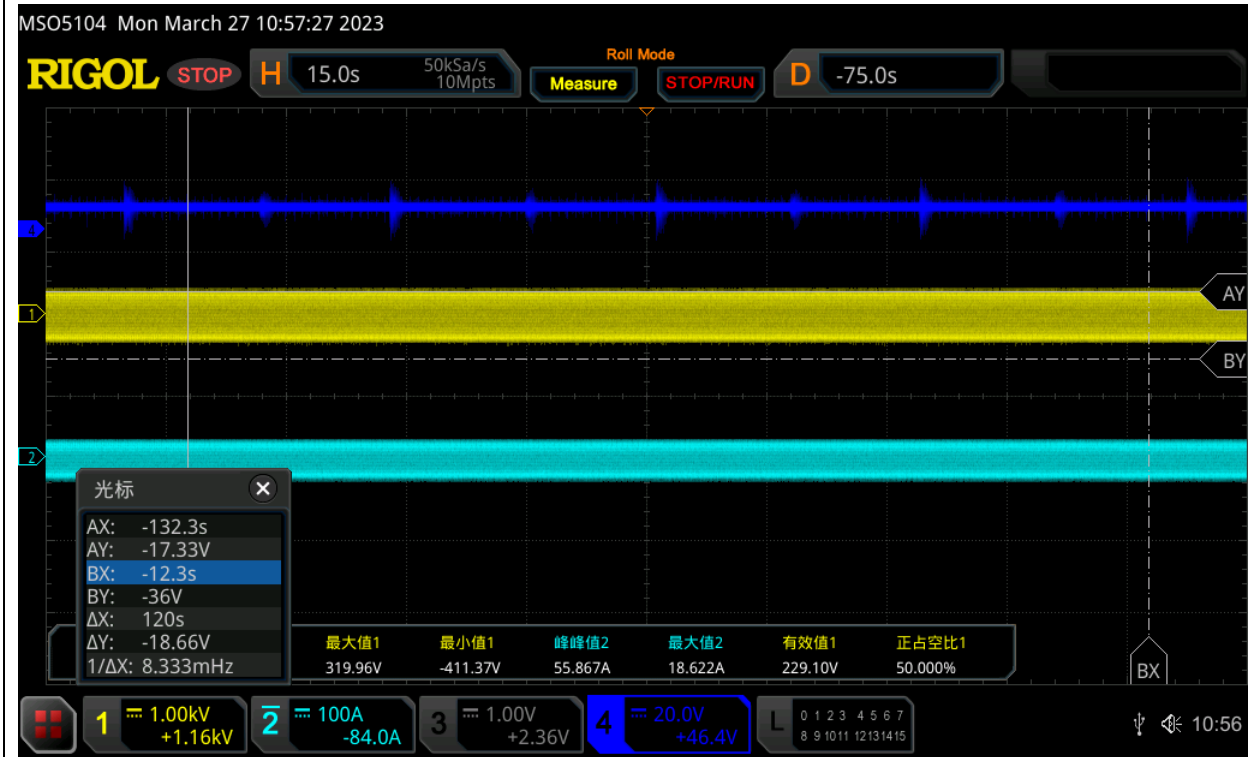 MSO5104 Mon March 27 10:57:27 2023
RIGOL STOP H 15.0s 50kSa/s 10Mpts Roll Mode Measure STOP/RUN D -75.0s
4
AY
1
BY
2
光标
AX: -132.3s
AY: -17.33V
BX: -12.3s
BY: -36V
ΔX: 120s
ΔY: -18.66V
1/ΔX: 8.333mHz
最大值1 最小值1 峰峰值2 最大值2 有效值1 正占空比1
319.96V -411.37V 55.867A 18.622A 229.10V 50.000%
BX
1 1.00kV +1.16kV 2 100A -84.0A 3 1.00V +2.36V 4 20.0V +46.4V L 0 1 2 3 4 5 6 7
8 9 1011 12131415
10:56